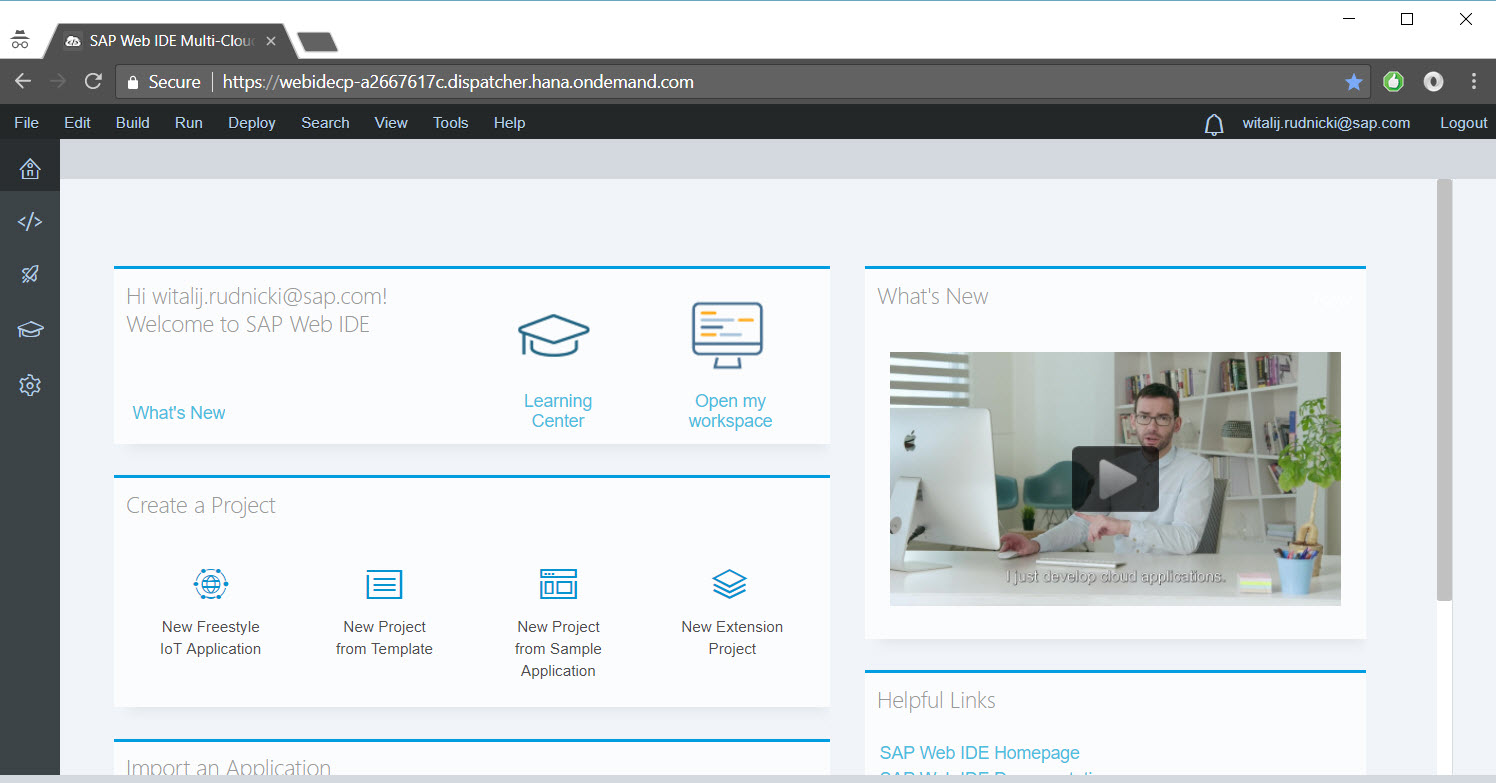 SAP Web IDE Multi-Clou
Secure
https://webidecp-a2667617c.dispatcher.hana.ondemand.com
File Edit Build Run Deploy Search View Tools Help
witalij.rudnicki@sap.com Logout
Hi witalij.rudnicki@sap.com!
Welcome to SAP Web IDE
What's New
Learning
Center
Open my
workspace
Create a Project
New Freestyle
IoT Application
New Project
from Template
New Project
from Sample
Application
New Extension
Project
Import an Application
What's New
I just develop cloud applications.
Helpful Links
SAP Web IDE Homepage
SAP Web IDE